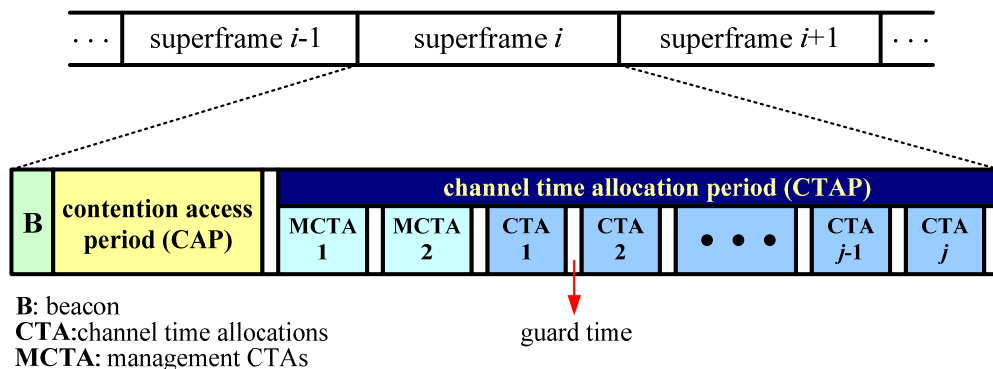 · · · superframe i-1 superframe i superframe i+1 · · ·
channel time allocation period (CTAP)
B
contention access
period (CAP)
MCTA
1
MCTA
2
CTA
1
CTA
2
• • •
CTA
j-1
CTA
j
B: beacon
CTA:channel time allocations
MCTA: management CTAs
guard time